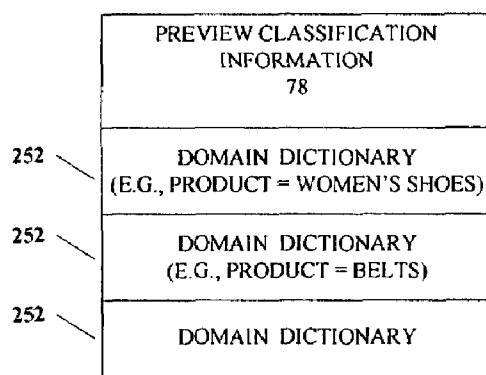 PREVIEW CLASSIFICATION
INFORMATION
78
252
DOMAIN DICTIONARY
(E.G., PRODUCT = WOMEN'S SHOES)
252
DOMAIN DICTIONARY
(E.G., PRODUCT = BELTS)
252
DOMAIN DICTIONARY